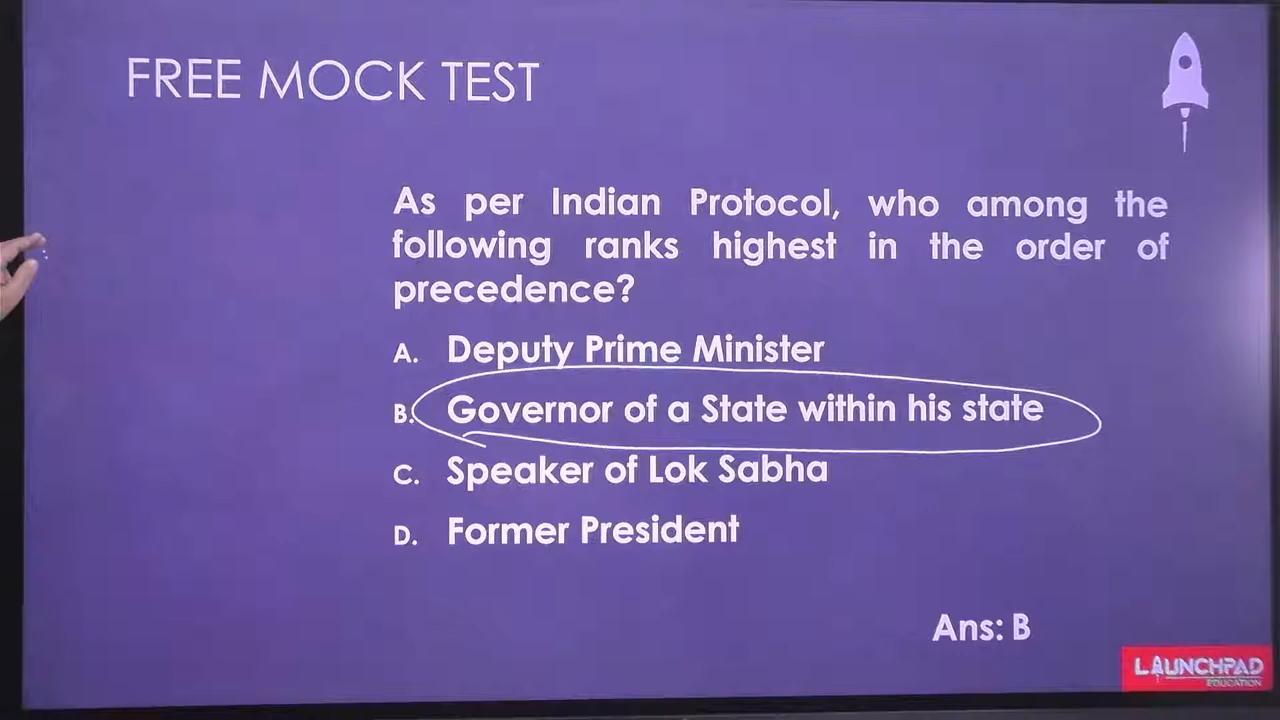 FREE MOCK TEST
As per Indian Protocol, who among the
following ranks highest in the order of
precedence?
A. Deputy Prime Minister
B. Governor of a State within his state
C. Speaker of Lok Sabha
D. Former President
Ans: B
LAUNCHPAD
EDUCATION